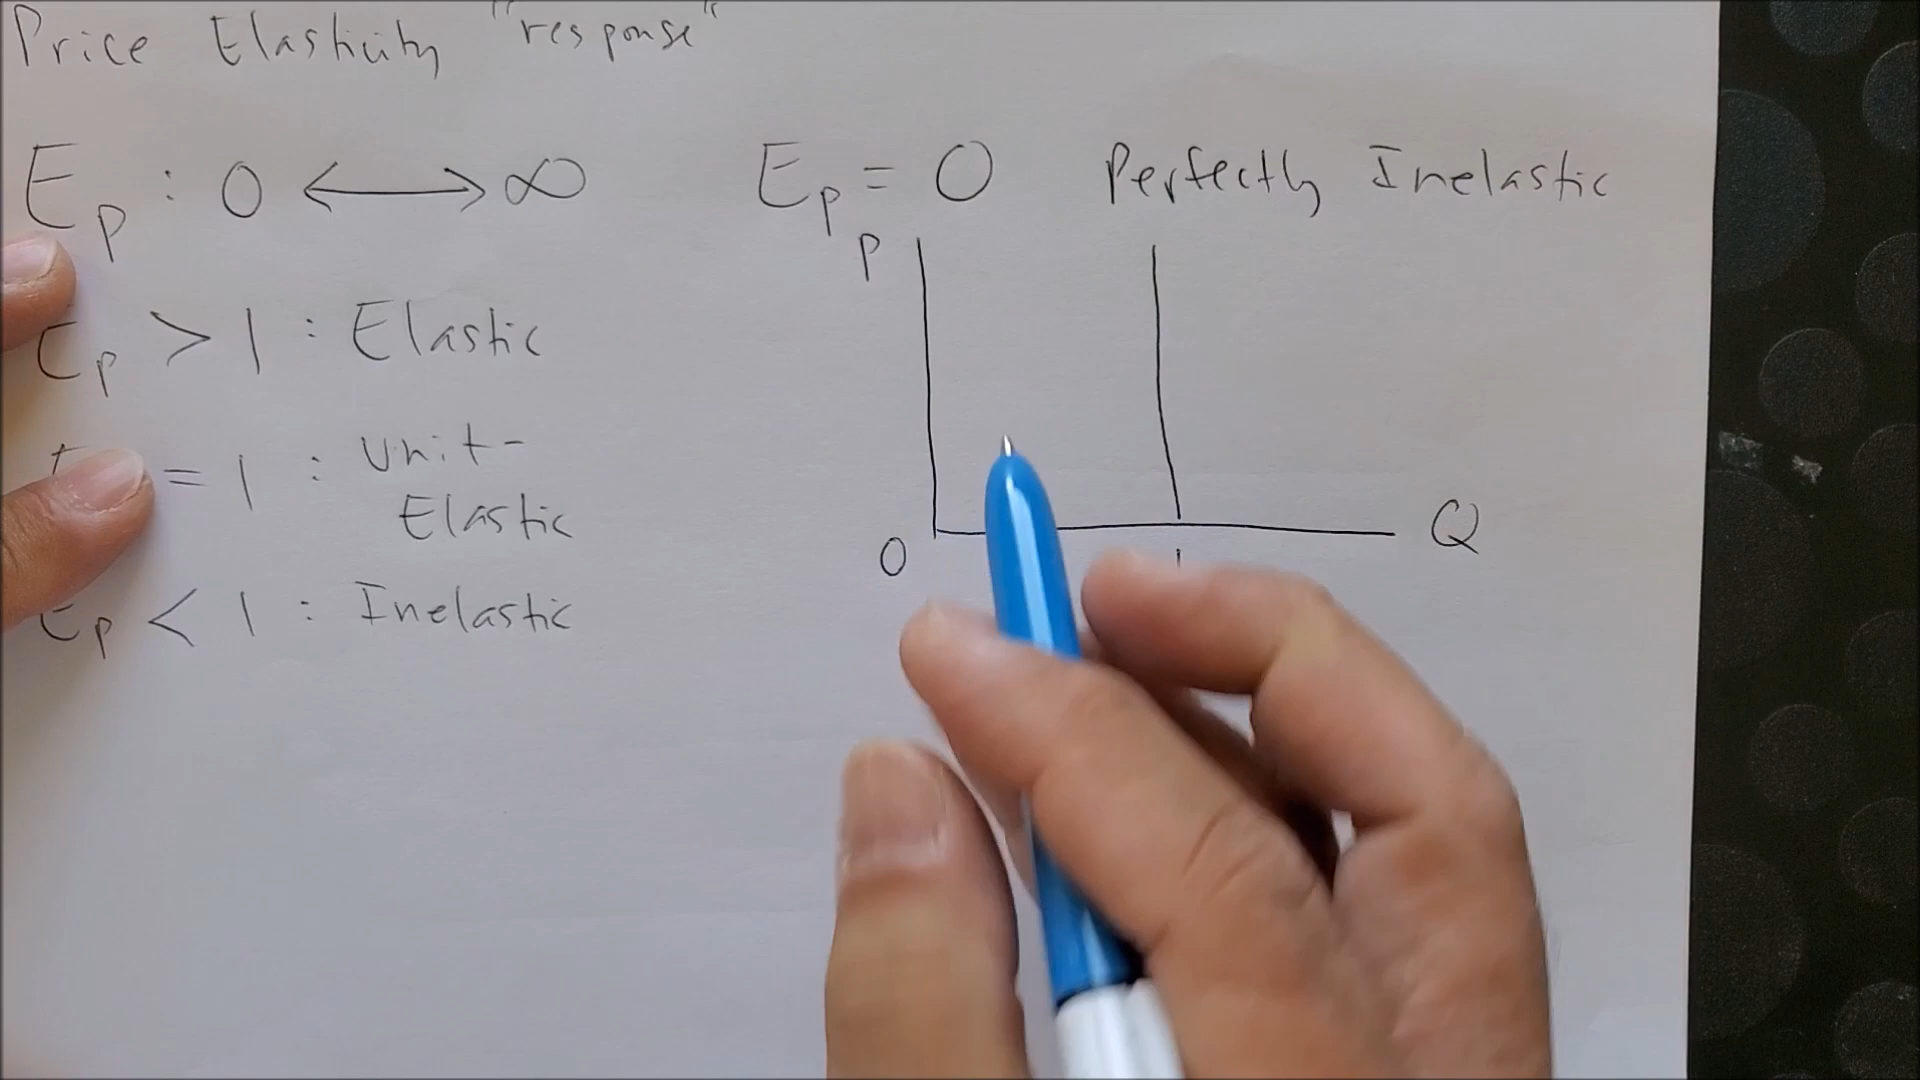 Price Elasticity "response"
Ep : 0 ↔ ∞
Ep > 1 : Elastic
= 1 : Unit-
Elastic
Ep < 1 : Inelastic
Ep = 0 Perfectly Inelastic
P
0
Q